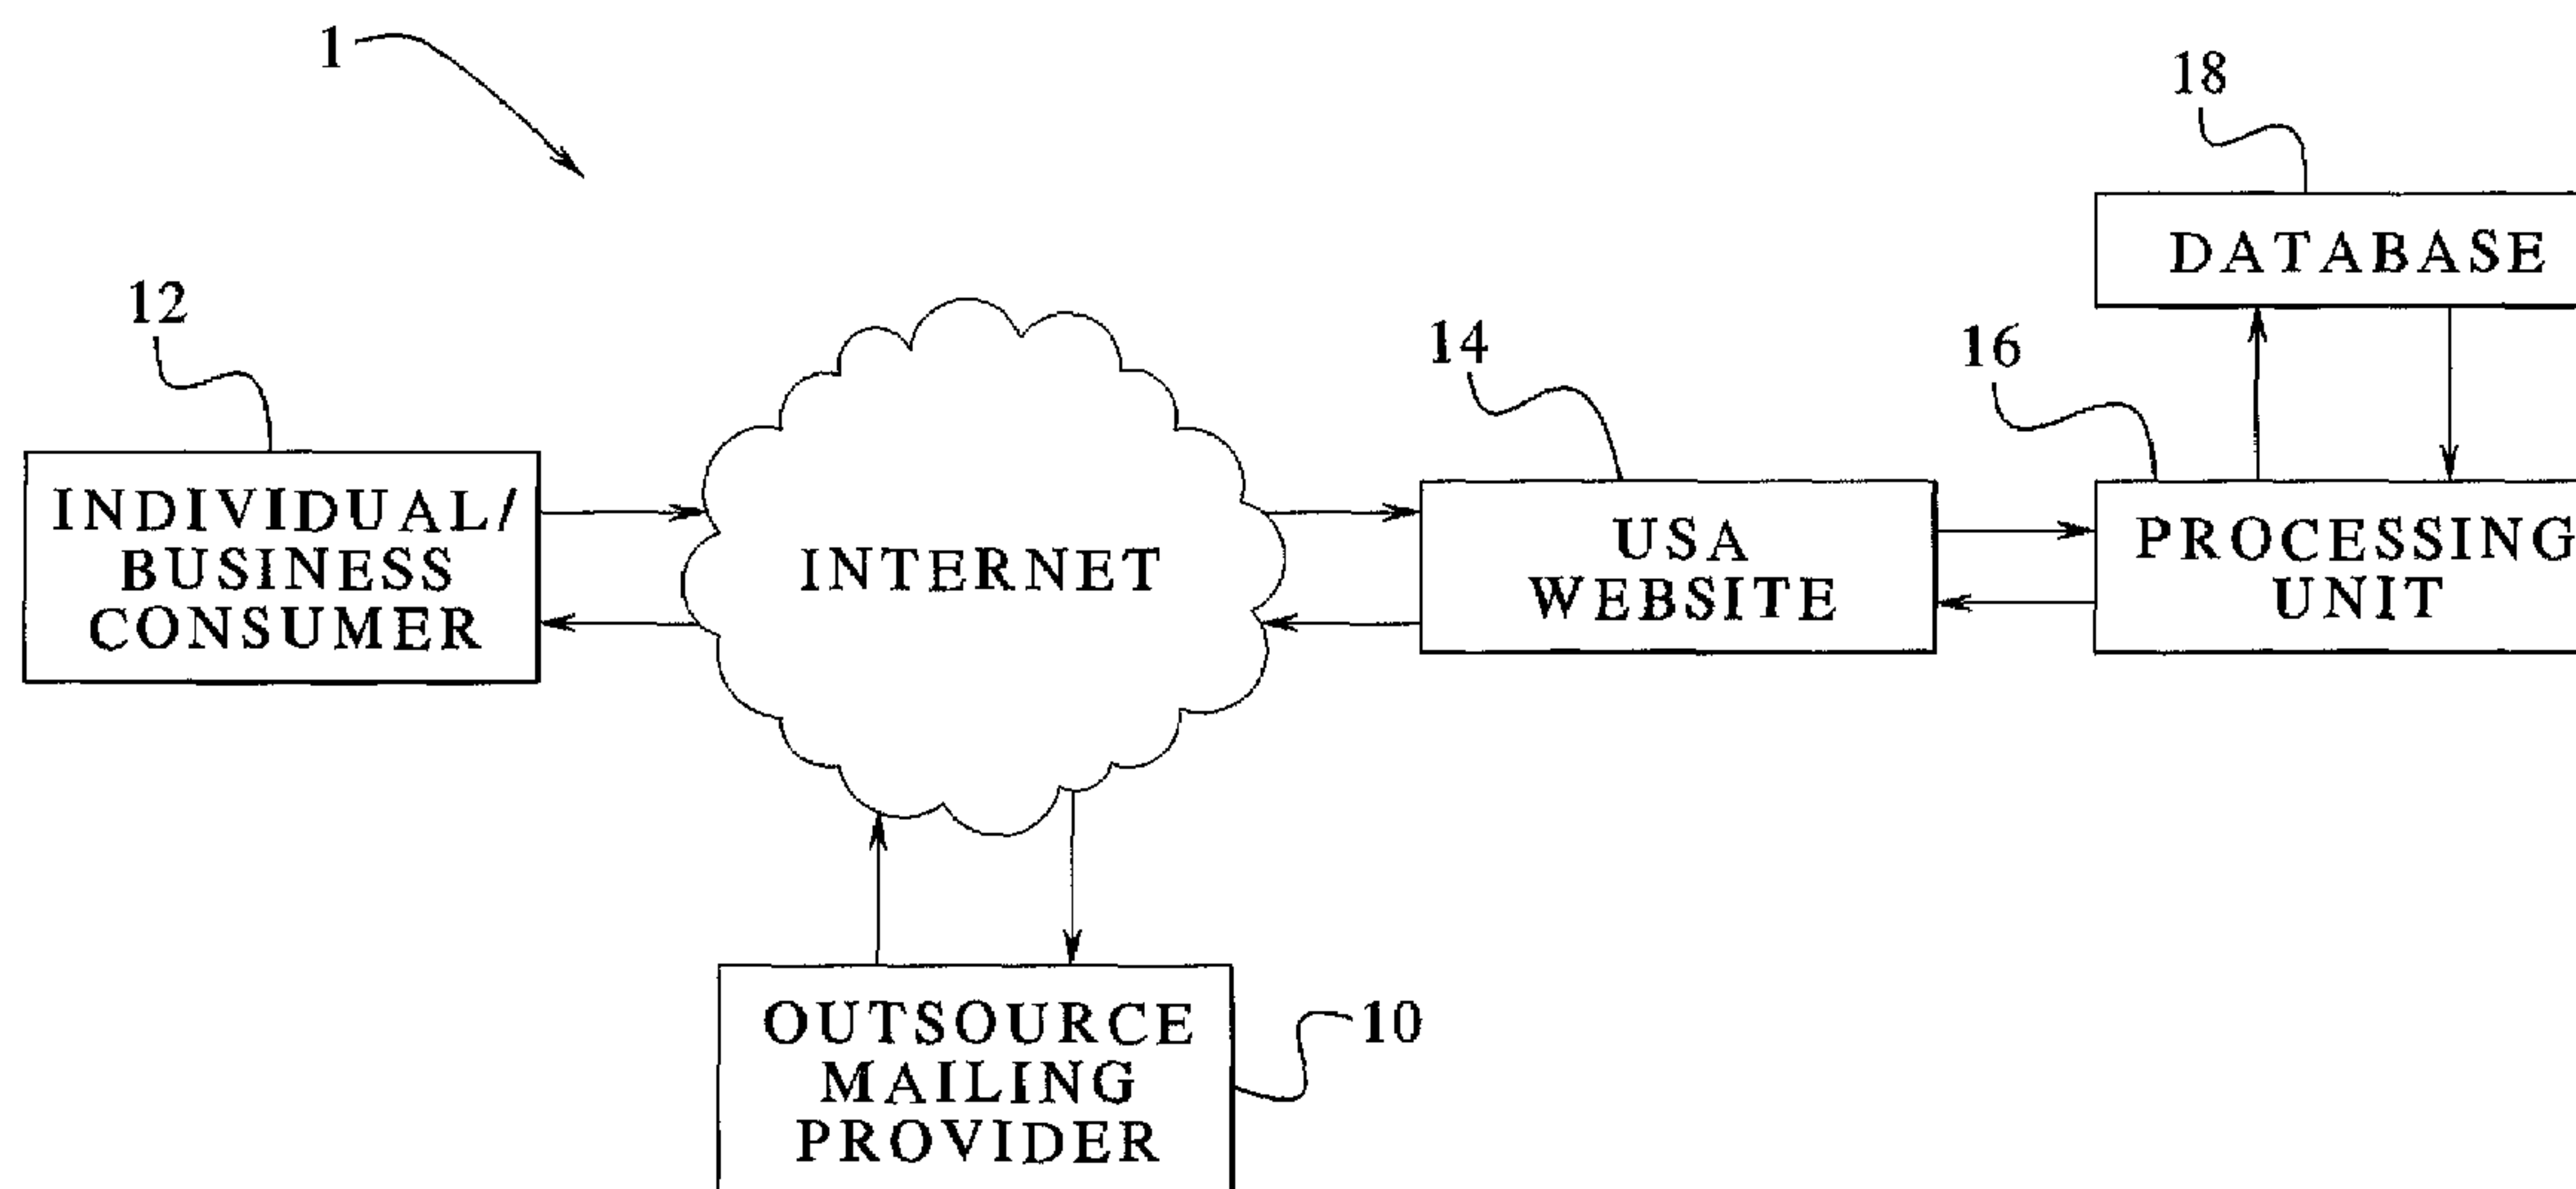 1
18
DATABASE
12
14
16
INDIVIDUAL/
BUSINESS
CONSUMER
INTERNET
USA
WEBSITE
PROCESSING
UNIT
OUTSOURCE
MAILING
PROVIDER
10